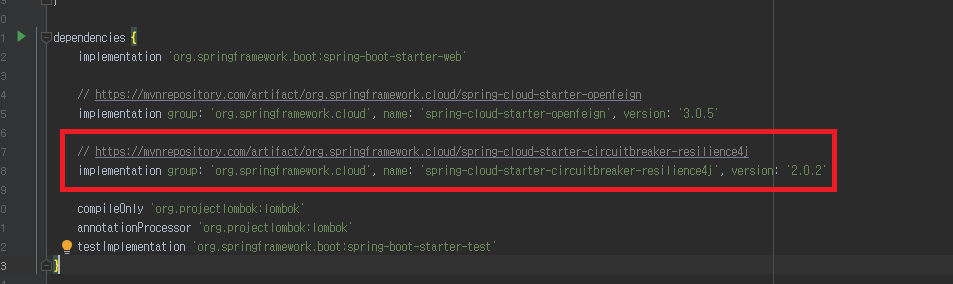 }
0
1 dependencies {
2 implementation 'org.springframework.boot:spring-boot-starter-web'
3
4 // https://mvnrepository.com/artifact/org.springframework.cloud/spring-cloud-starter-openfeign
5 implementation group: 'org.springframework.cloud', name: 'spring-cloud-starter-openfeign', version: '3.0.5'
6
7 // https://mvnrepository.com/artifact/org.springframework.cloud/spring-cloud-starter-circuitbreaker-resilience4j
8 implementation group: 'org.springframework.cloud', name: 'spring-cloud-starter-circuitbreaker-resilience4j', version: '2.0.2'
9
0 compileOnly 'org.projectlombok:lombok'
1 annotationProcessor 'org.projectlombok:lombok'
2 testImplementation 'org.springframework.boot:spring-boot-starter-test'
3 }